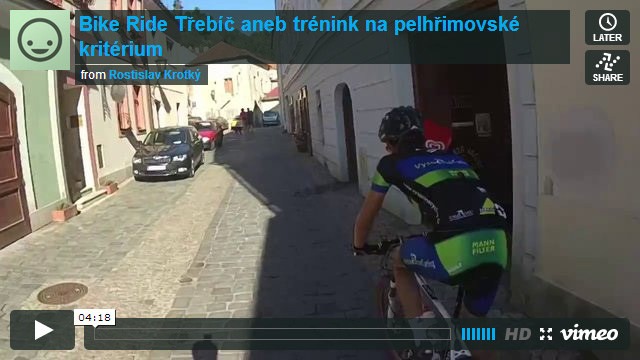 Bike Ride Třebíč aneb trénink na pelhřimovské
kritérium
from Rostislav Krotký
LATER
SHARE
MANN
FILTER
04:18
HD
vimeo